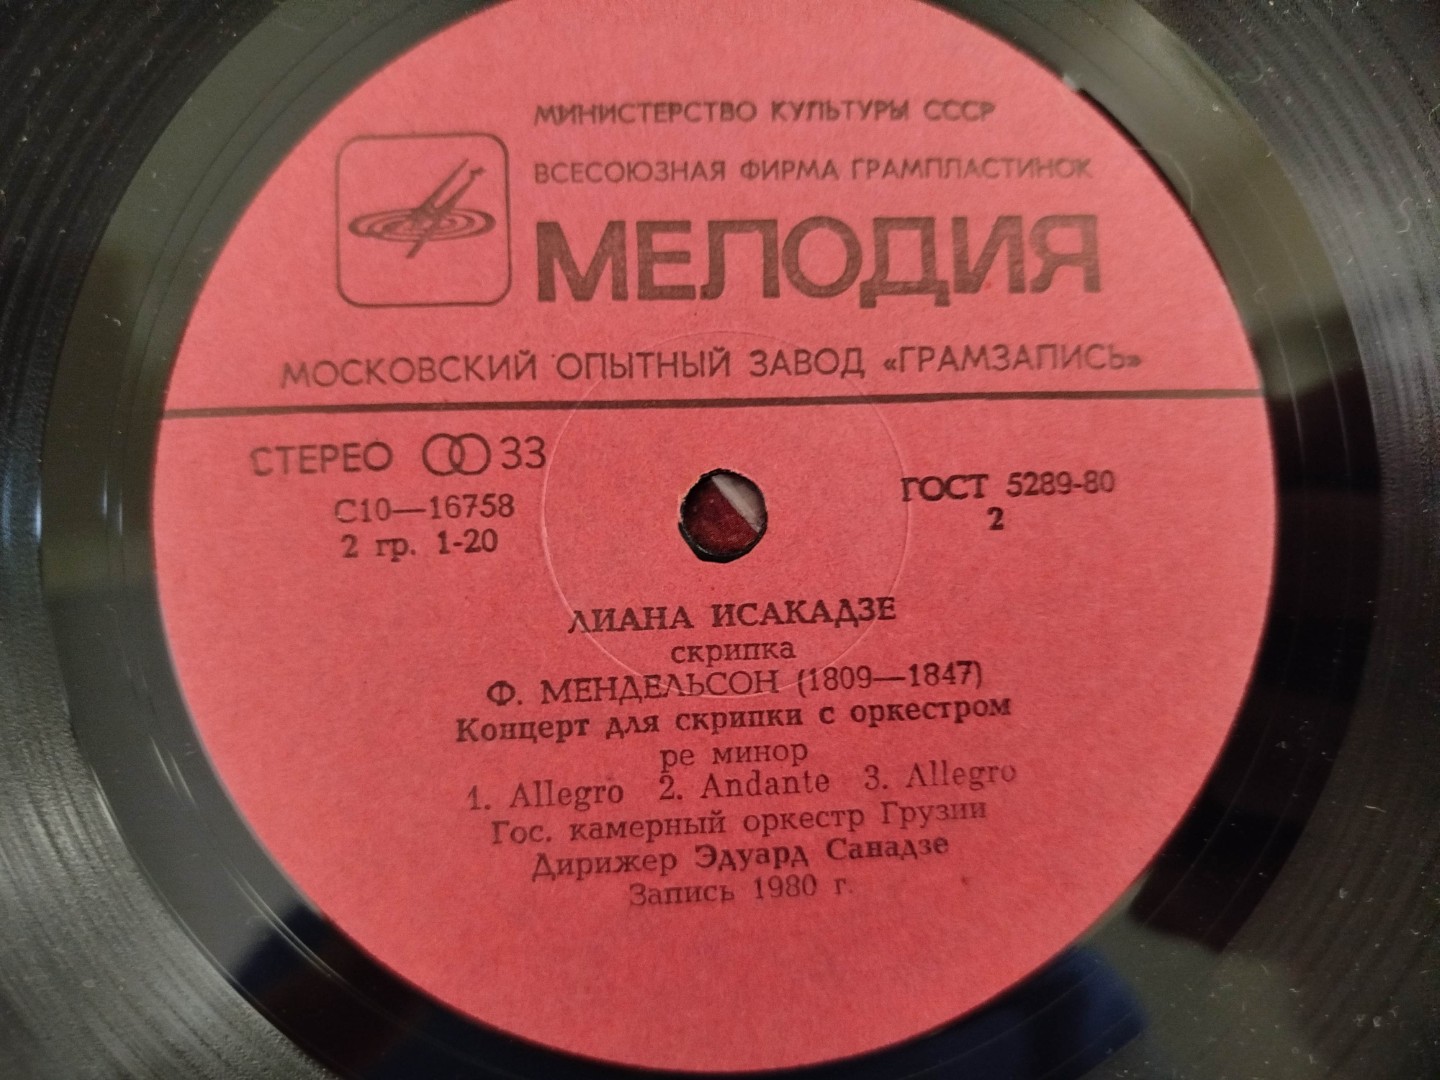 МИНИСТЕРСТВО КУЛЬТУРЫ СССР
ВСЕСОЮЗНАЯ ФИРМА ГРАМПЛАСТИНОК
МЕЛОДИЯ
МОСКОВСКИЙ ОПЫТНЫЙ ЗАВОД «ГРАМЗАПИСЬ»
СТЕРЕО 33
ГОСТ 5289-80
С10—16758
2
2 гр. 1-20
ЛИАНА ИСАКАДЗЕ
скрипка
Ф. МЕНДЕЛЬСОН (1809—1847)
Концерт для скрипки с оркестром
ре минор
1. Allegro 2. Andante 3. Allegro
Гос. камерный оркестр Грузии
Дирижер Эдуард Санадзе
Запись 1980 г.